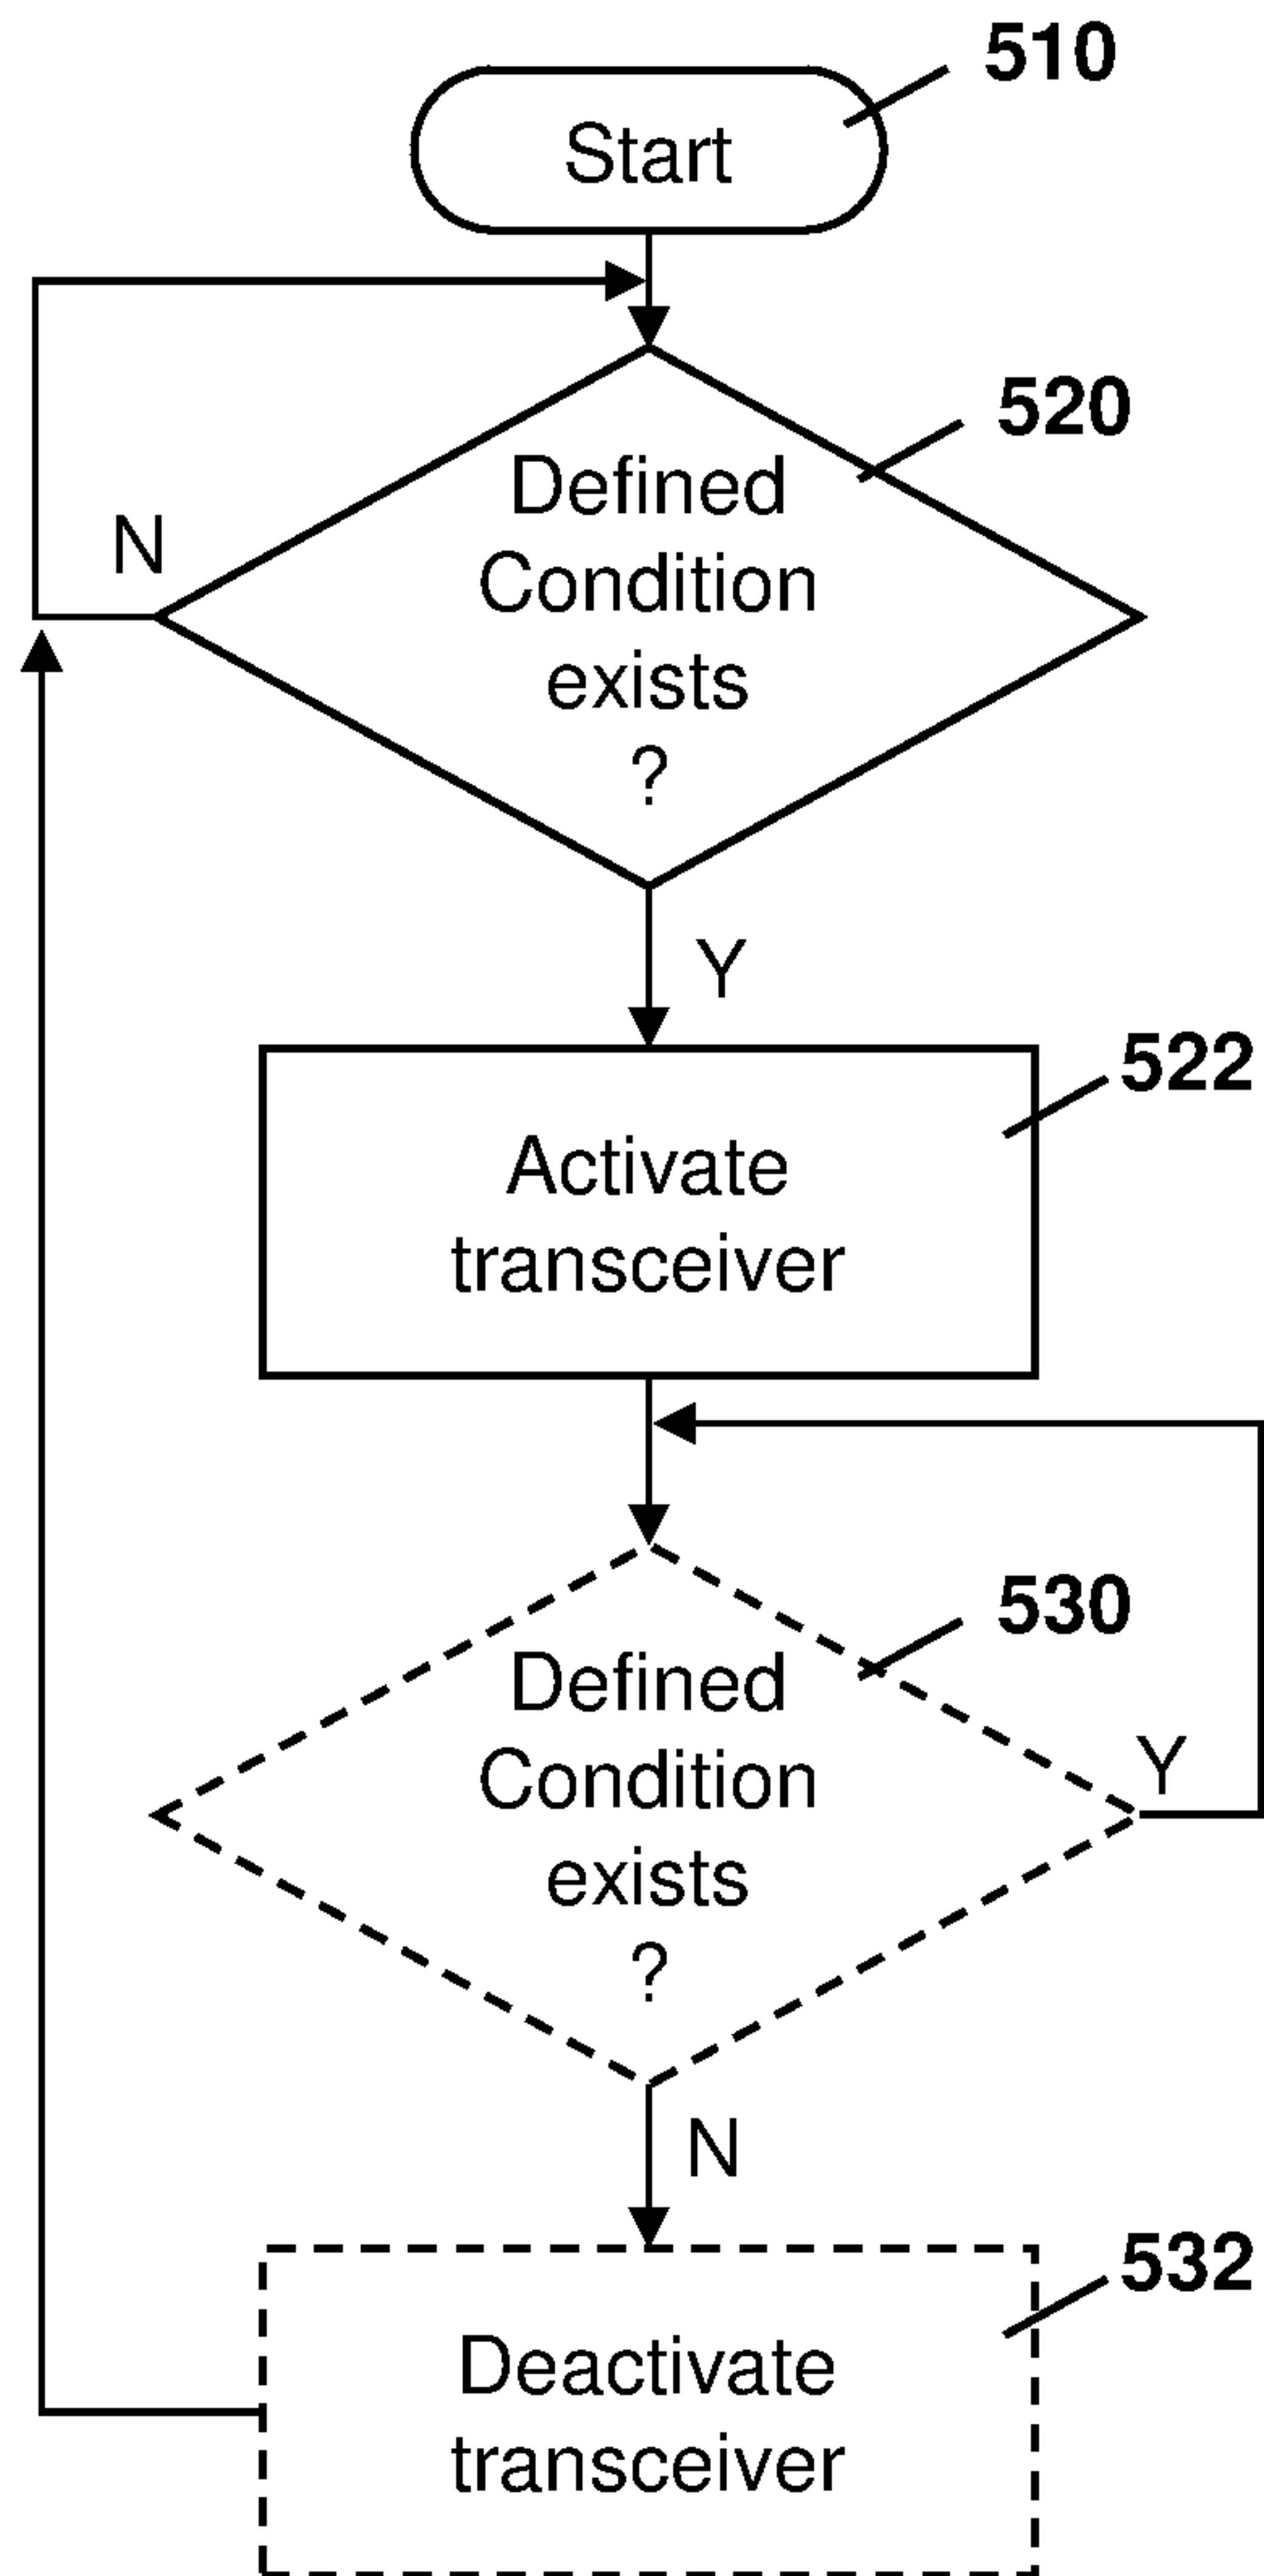 510
Start
520
Defined
Condition
exists
?
N
Y
522
Activate
transceiver
530
Defined
Condition
exists
?
Y
N
532
Deactivate
transceiver